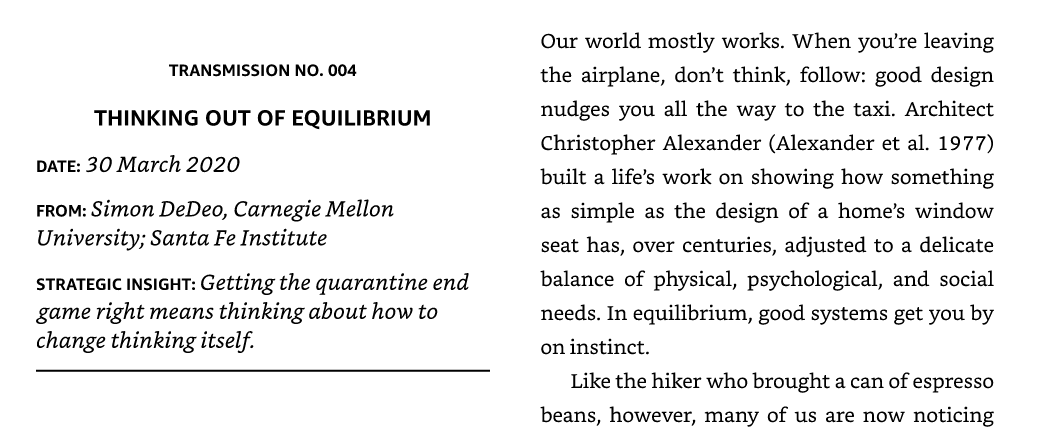 TRANSMISSION NO. 004
THINKING OUT OF EQUILIBRIUM
DATE: 30 March 2020
FROM: Simon DeDeo, Carnegie Mellon
University; Santa Fe Institute
STRATEGIC INSIGHT: Getting the quarantine end
game right means thinking about how to
change thinking itself.
Our world mostly works. When you’re leaving
the airplane, don’t think, follow: good design
nudges you all the way to the taxi. Architect
Christopher Alexander (Alexander et al. 1977)
built a life’s work on showing how something
as simple as the design of a home’s window
seat has, over centuries, adjusted to a delicate
balance of physical, psychological, and social
needs. In equilibrium, good systems get you by
on instinct.
Like the hiker who brought a can of espresso
beans, however, many of us are now noticing